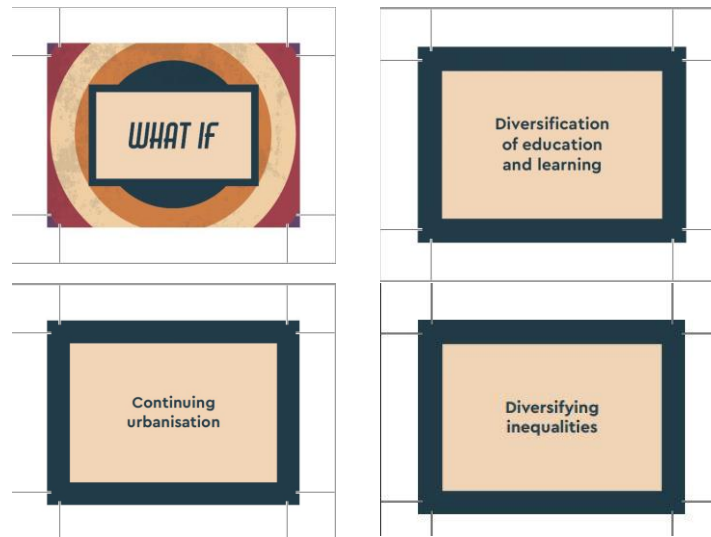 WHAT IF
Diversification
of education
and learning
Continuing
urbanisation
Diversifying
inequalities